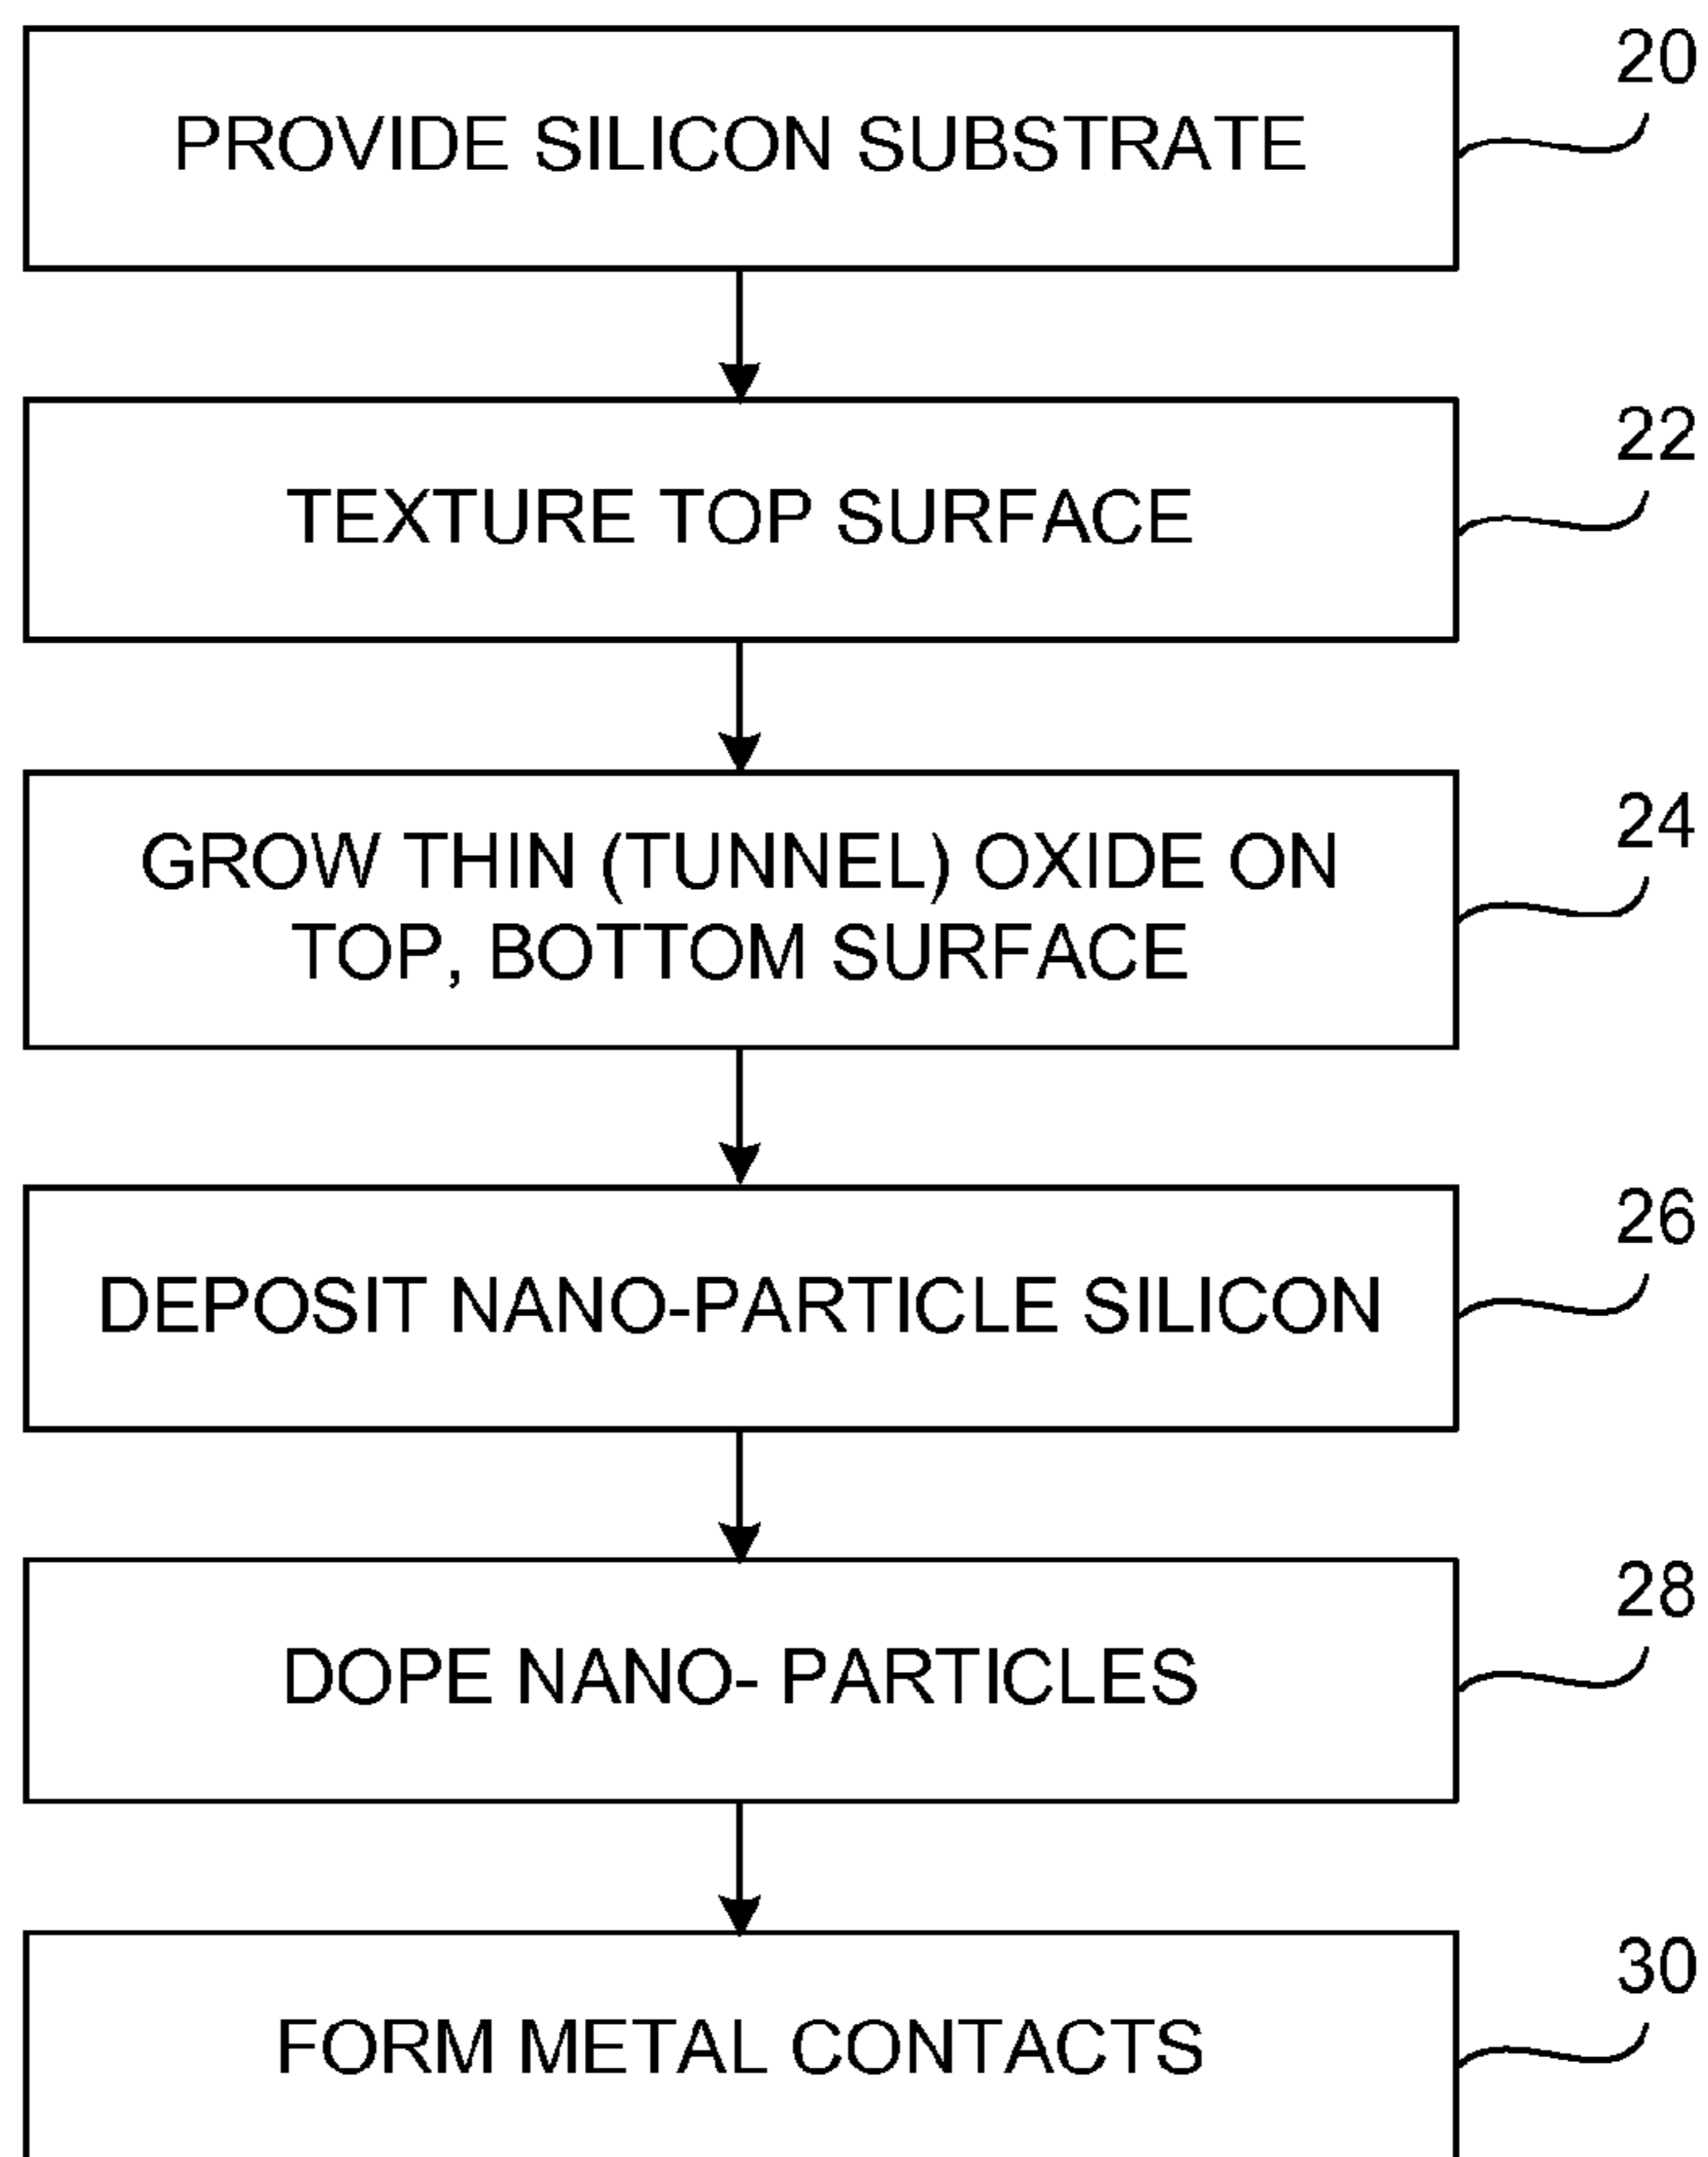 20
PROVIDE SILICON SUBSTRATE
22
TEXTURE TOP SURFACE
24
GROW THIN (TUNNEL) OXIDE ON
TOP, BOTTOM SURFACE
26
DEPOSIT NANO-PARTICLE SILICON
28
DOPE NANO- PARTICLES
30
FORM METAL CONTACTS